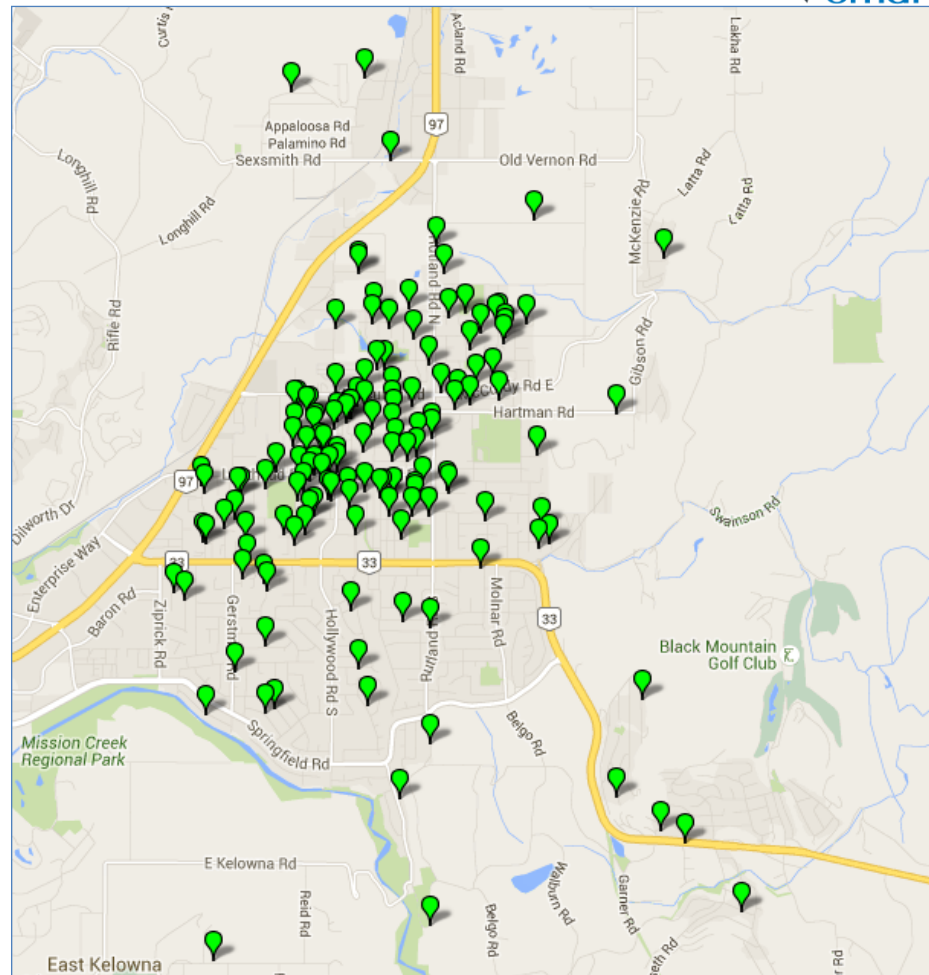 Acland Rd
Lakha Rd
97
Appaloosa Rd
Palamino Rd
Sexsmith Rd
Old Vernon Rd
Longhill Rd
Latta Rd
Latta Rd
McKenzie Rd
Longhill Rd
Rutland Rd N
Rifle Rd
Gibson Rd
McCurdy Rd E
Hartman Rd
97
Dilworth Dr
Swainson Rd
Enterprise Way
33
33
Baron Rd
Ziprick Rd
Hollywood Rd S
Molnar Rd
33
Black Mountain
Golf Club
Belgo Rd
Springfield Rd
Mission Creek
Regional Park
E Kelowna Rd
Reid Rd
Belgo Rd
Walburn Rd
Garner Rd
East Kelowna